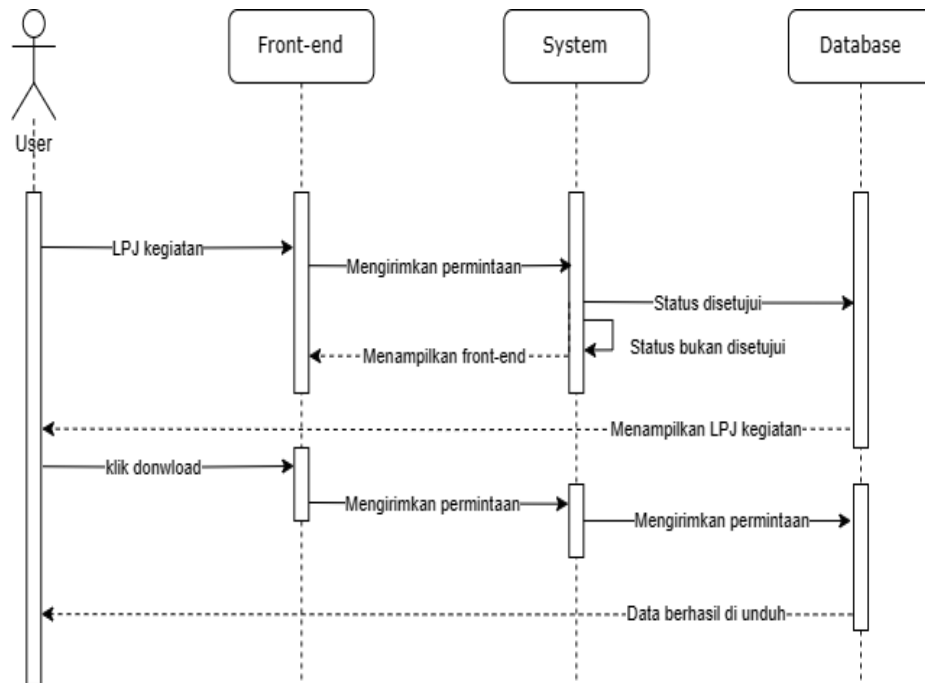 Front-end
System
Database
User
LPJ kegiatan
Mengirimkan permintaan
Status disetujui
Status bukan disetujui
Menampilkan front-end
Menampilkan LPJ kegiatan
klik donwload
Mengirimkan permintaan
Mengirimkan permintaan
Data berhasil di unduh